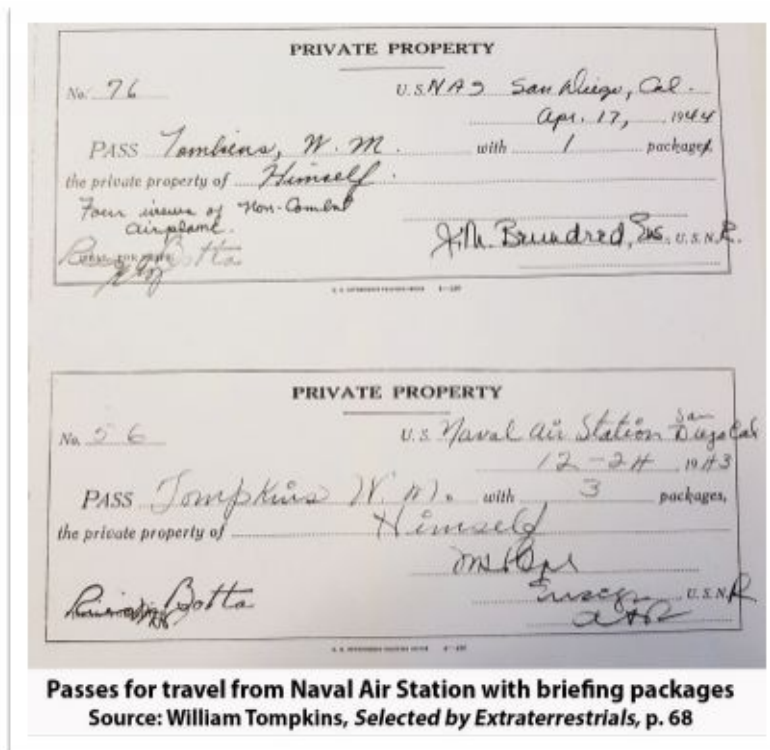 PRIVATE PROPERTY
No. 76 U.S. NAS San Diego, Cal.
Apr. 17, 1944
PASS Tompkins, W. M. with 1 package
the private property of Himself.
Four views of Non-Combat
airplane.
J.M. Brundred, Ens. U.S.N.R.
Botta
PRIVATE PROPERTY
No. 56 U.S. Naval Air Station San Diego Cal
12-24 1943
PASS Tompkins W. M. with 3 packages,
the private property of Himself
Ensign U.S.N.R
Botta
A & R
Passes for travel from Naval Air Station with briefing packages
Source: William Tompkins, Selected by Extraterrestrials, p. 68